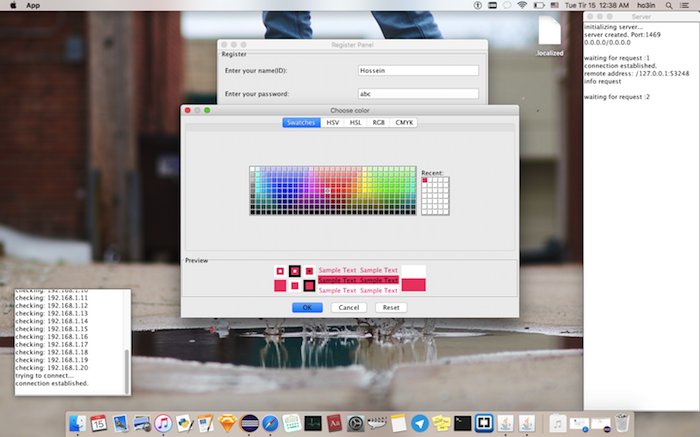 App
Tue Tir 15 12:38 AM ho3in
Server
initializing server...
server created. Port:1469
0.0.0.0/0.0.0.0
waiting for request :1
connection established.
remote address: /127.0.0.1:53248
info request
waiting for request :2
.localized
Register Panel
Register
Enter your name(ID): Hossein
Enter your password: abc
Choose color
Swatches HSV HSL RGB CMYK
Recent:
Preview
Sample Text Sample Text
Sample Text Sample Text
Sample Text Sample Text
OK Cancel Reset
checking: 192.168.1.10
checking: 192.168.1.11
checking: 192.168.1.12
checking: 192.168.1.13
checking: 192.168.1.14
checking: 192.168.1.15
checking: 192.168.1.16
checking: 192.168.1.17
checking: 192.168.1.18
checking: 192.168.1.19
checking: 192.168.1.20
trying to connect...
connection established.
15